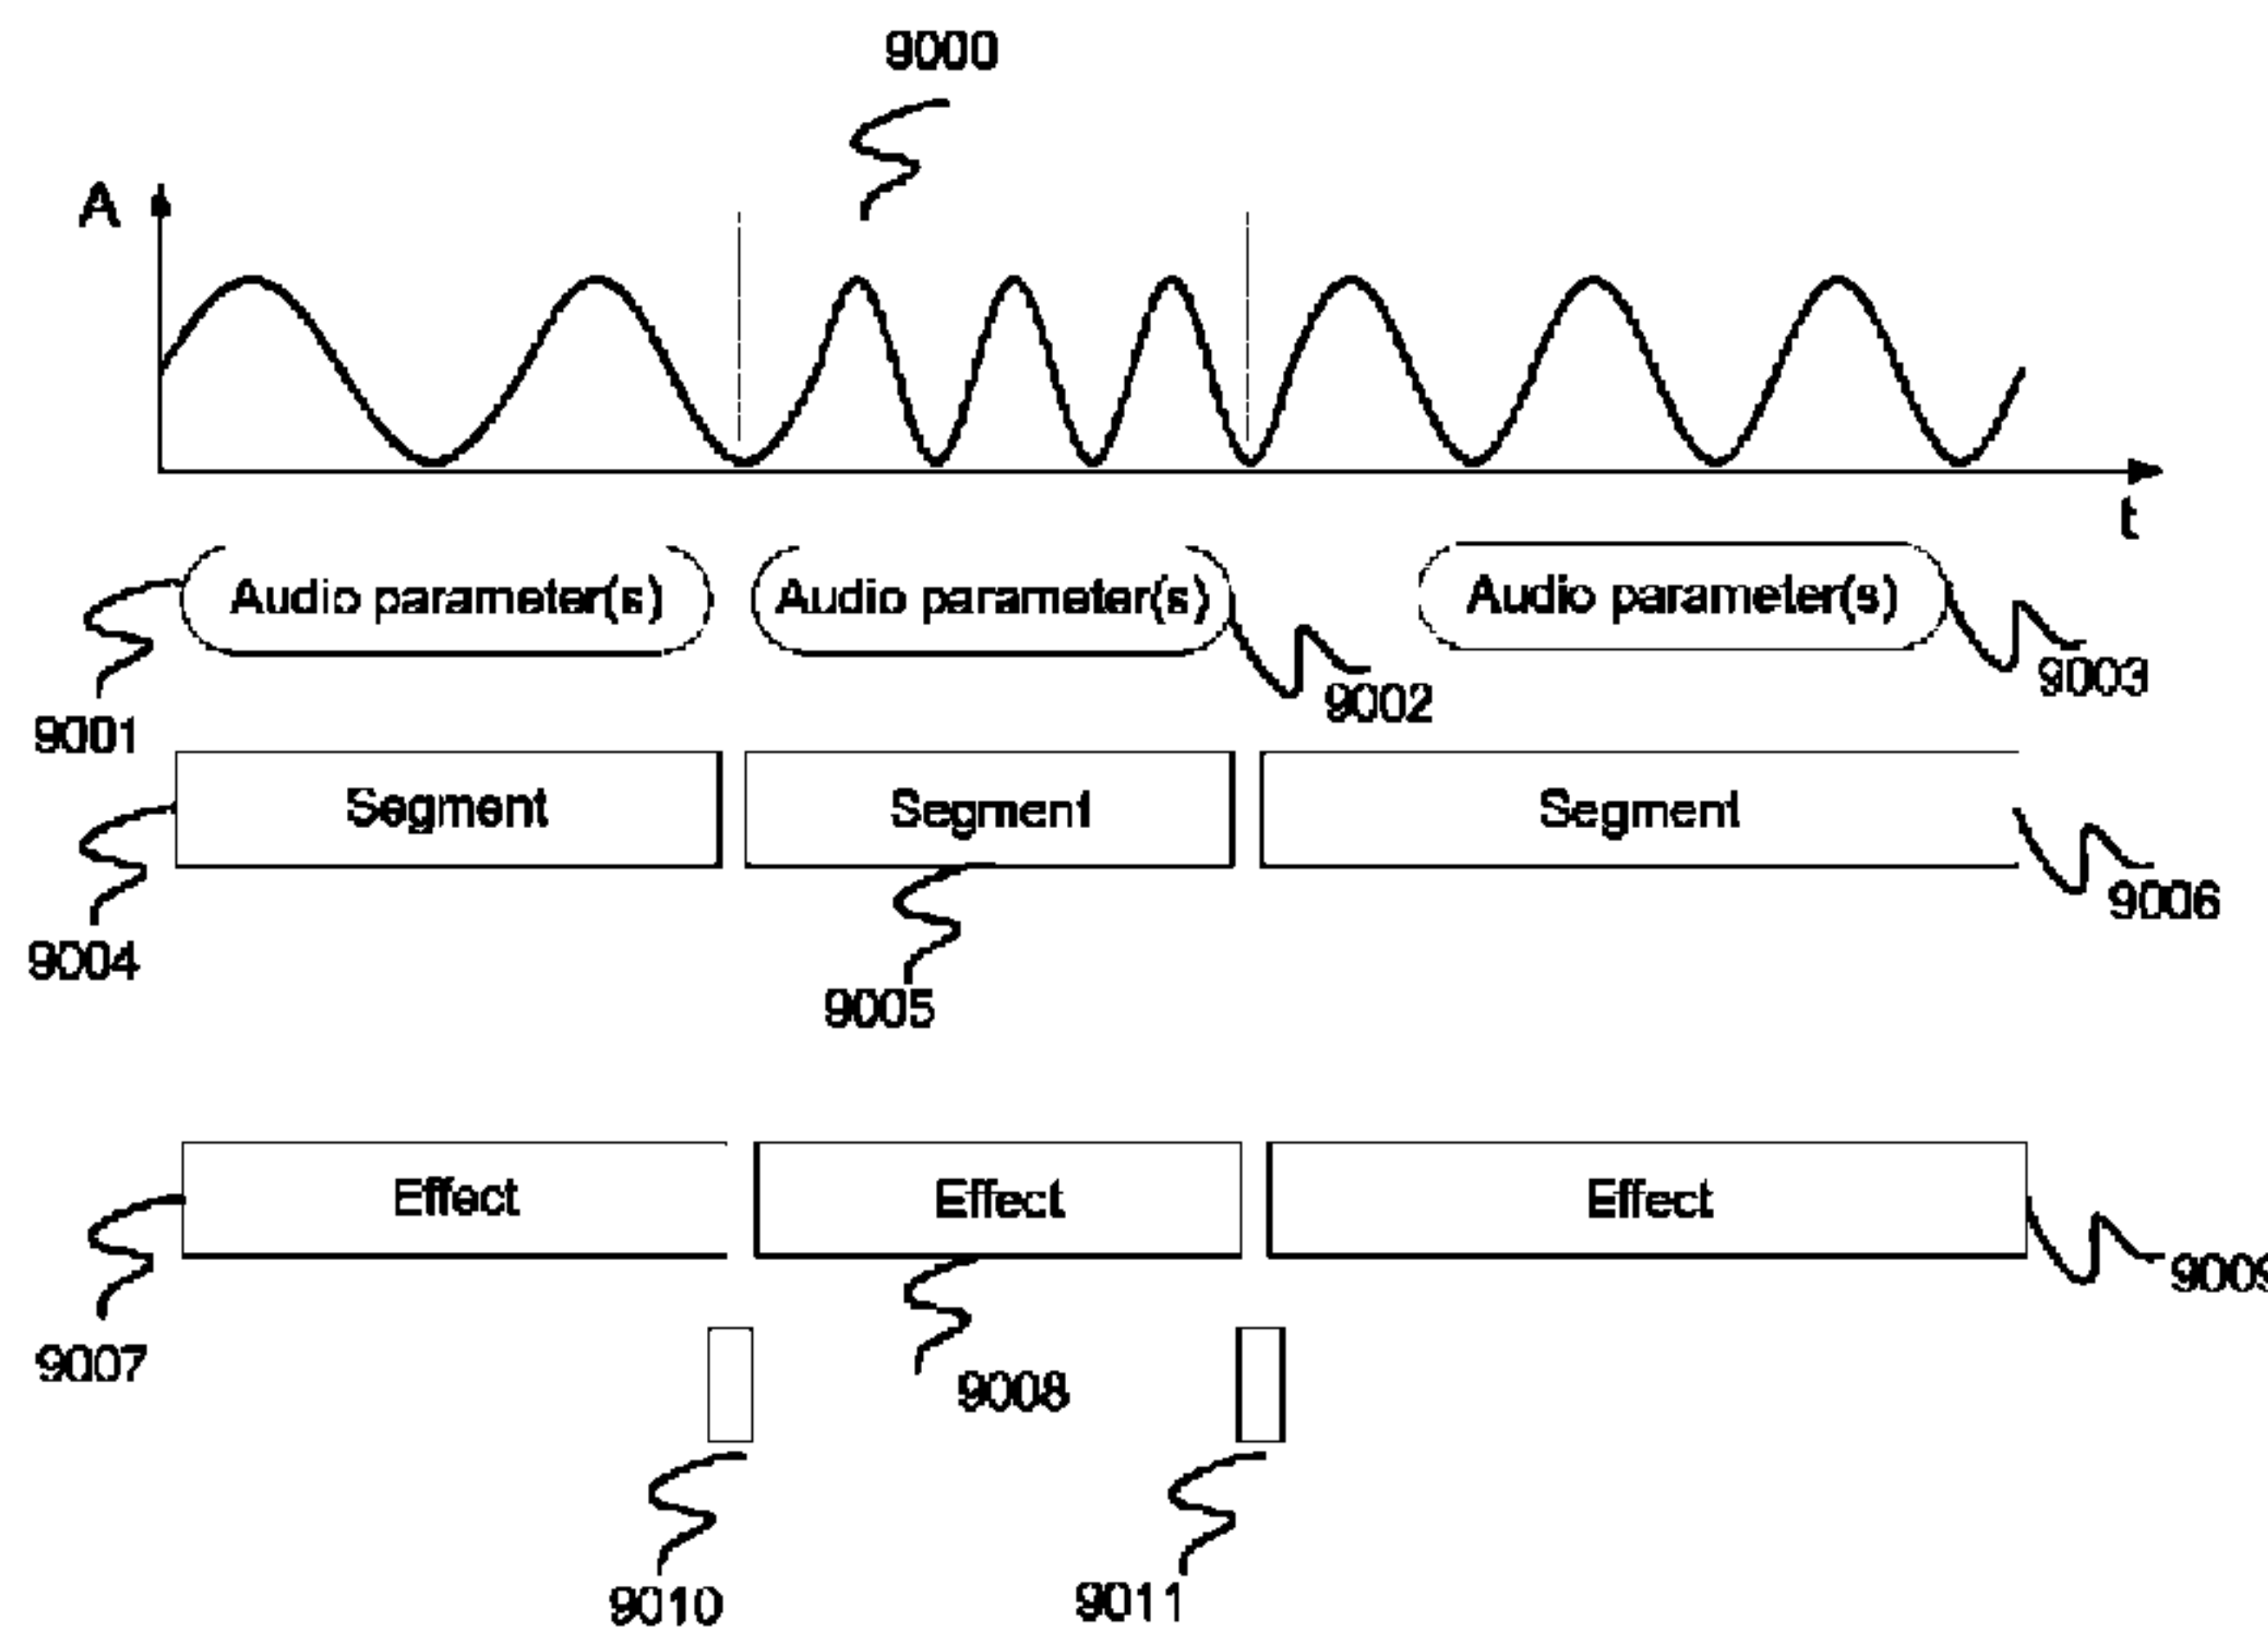 9000
A
t
Audio parameter(s) Audio parameter(s) Audio parameter(s)
9001 9002 9003
Segment Segment Segment
9004 9005 9006
Effect Effect Effect
9007 9008 9009
9010 9011